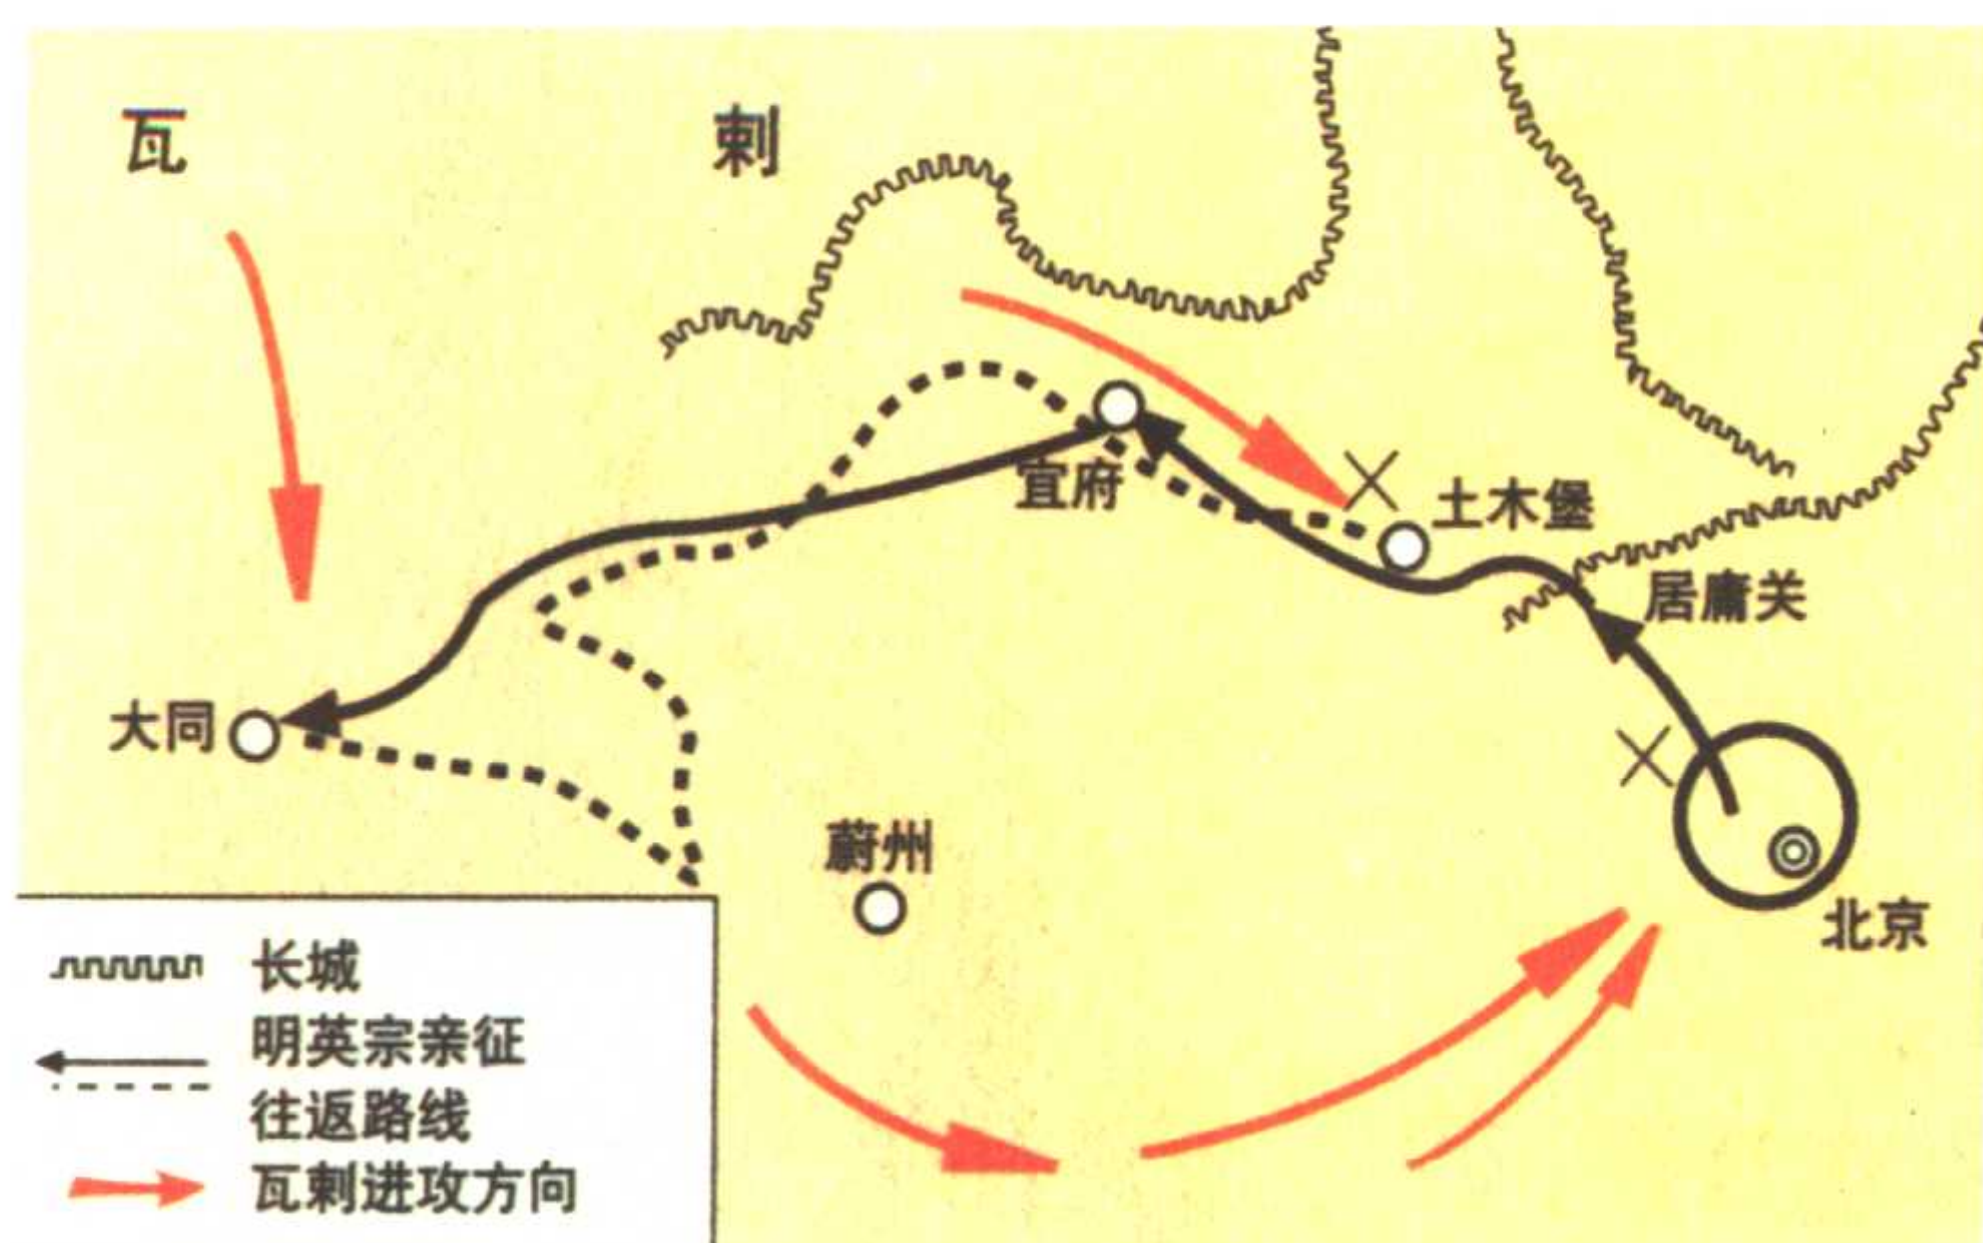 瓦 剌
宣府
土木堡
居庸关
大同
蔚州
北京
长城
明英宗亲征
往返路线
瓦剌进攻方向